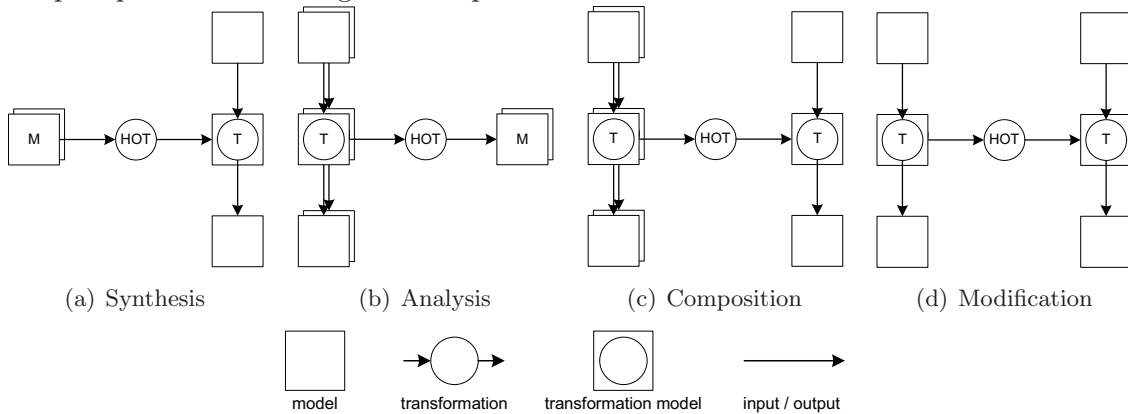 M HOT T T HOT M T HOT T T HOT T
(a) Synthesis (b) Analysis (c) Composition (d) Modification
model transformation transformation model input / output